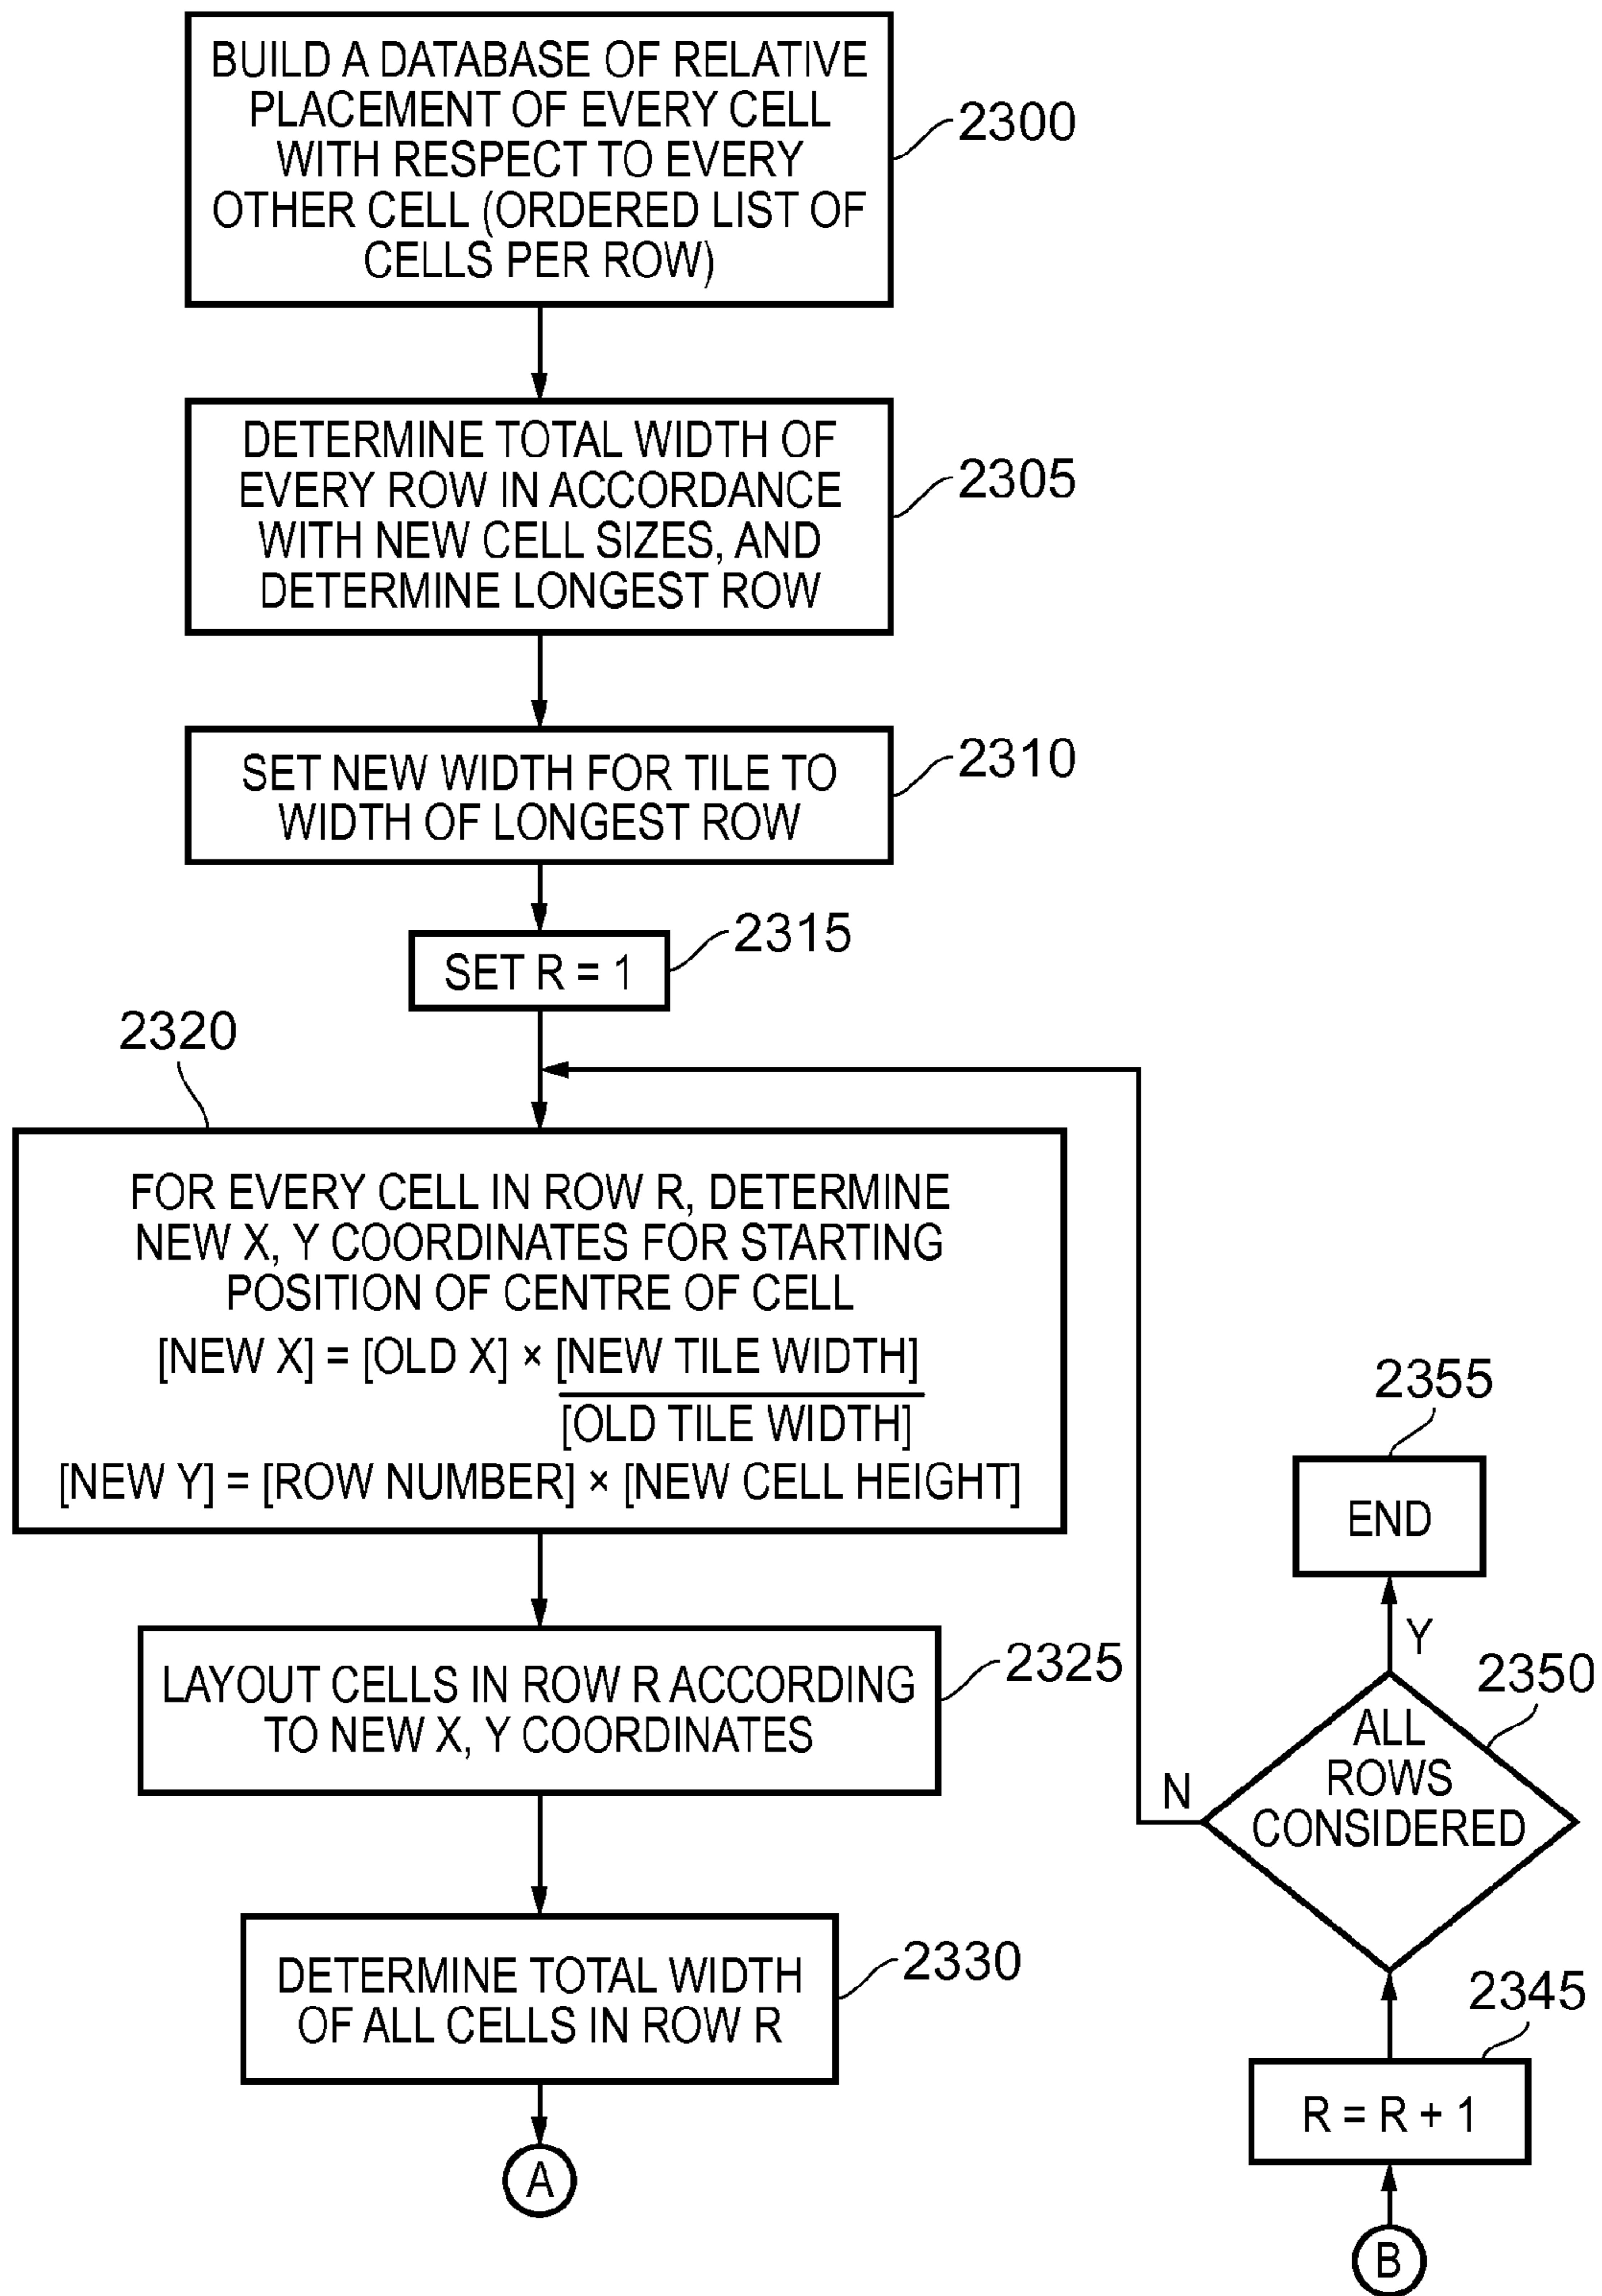 BUILD A DATABASE OF RELATIVE
PLACEMENT OF EVERY CELL
WITH RESPECT TO EVERY
OTHER CELL (ORDERED LIST OF
CELLS PER ROW)
2300
DETERMINE TOTAL WIDTH OF
EVERY ROW IN ACCORDANCE
WITH NEW CELL SIZES, AND
DETERMINE LONGEST ROW
2305
SET NEW WIDTH FOR TILE TO
WIDTH OF LONGEST ROW
2310
SET R = 1
2315
2320
FOR EVERY CELL IN ROW R, DETERMINE
NEW X, Y COORDINATES FOR STARTING
POSITION OF CENTRE OF CELL
[NEW X] = [OLD X] × [NEW TILE WIDTH]
[OLD TILE WIDTH]
[NEW Y] = [ROW NUMBER] × [NEW CELL HEIGHT]
LAYOUT CELLS IN ROW R ACCORDING
TO NEW X, Y COORDINATES
2325
DETERMINE TOTAL WIDTH
OF ALL CELLS IN ROW R
2330
A
2355
END
Y
2350
ALL
ROWS
CONSIDERED
N
2345
R = R + 1
B